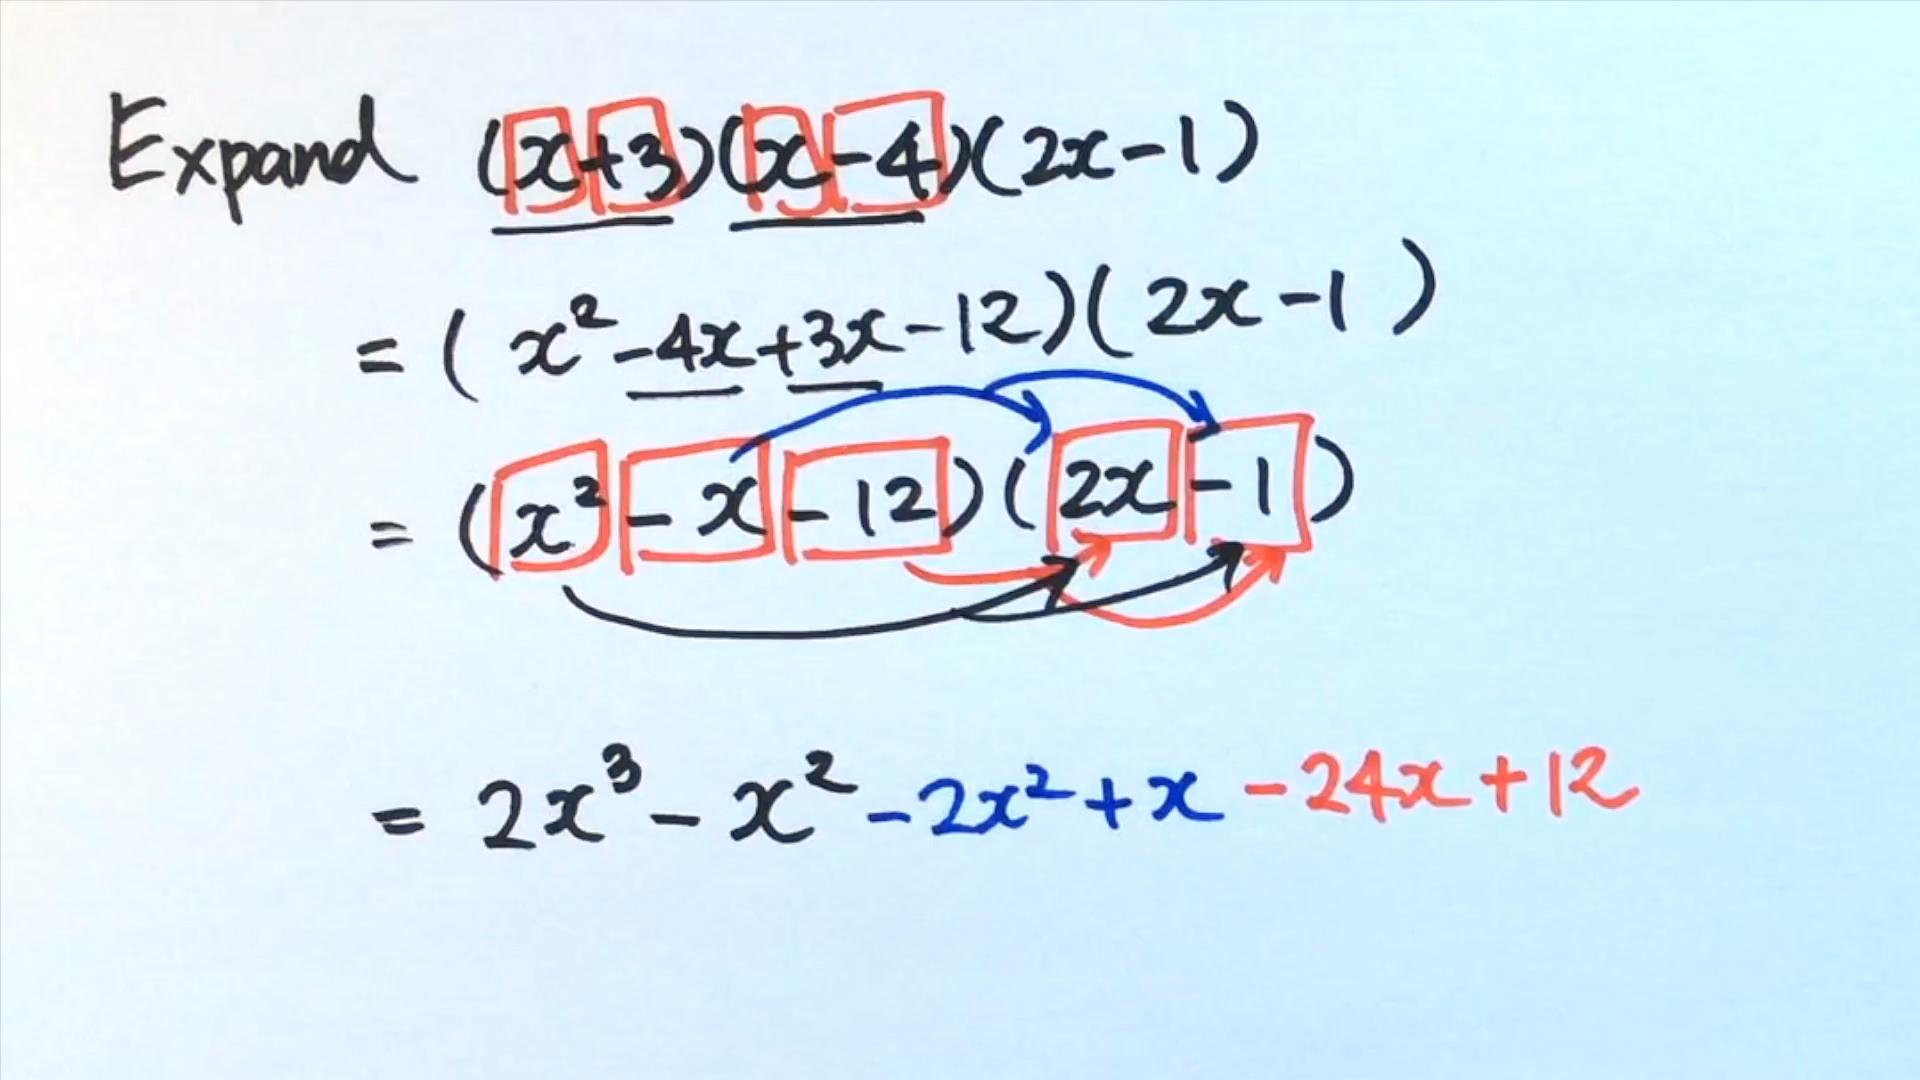 Expand (x+3)(x-4)(2x-1)
= (x²-4x+3x-12)(2x-1)
= (x²-x-12)(2x-1)
= 2x³-x²-2x²+x-24x+12